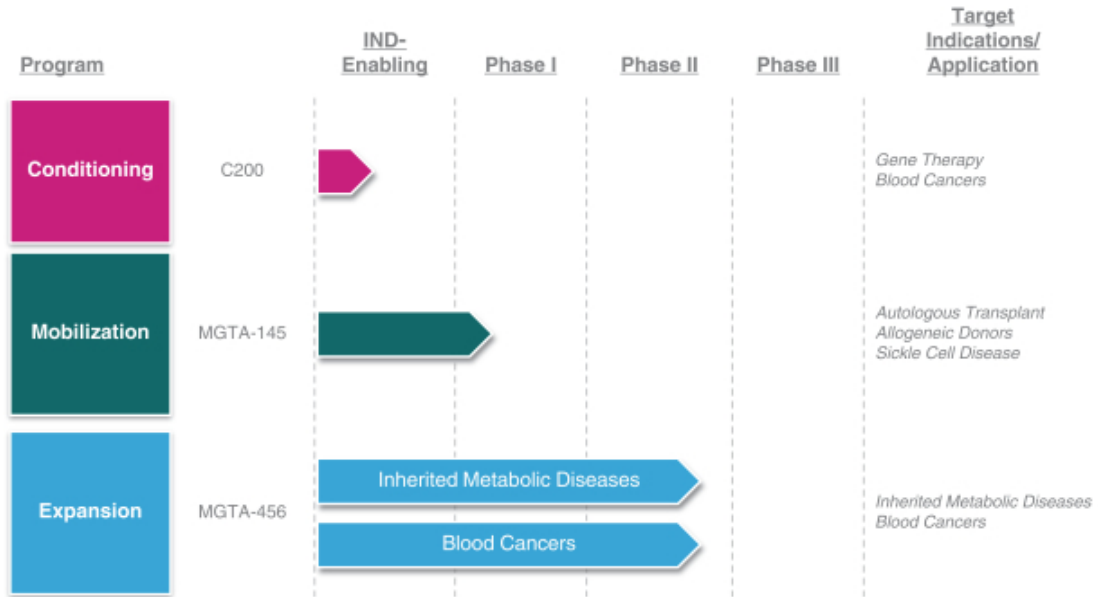 Program
IND-
Enabling
Phase I
Phase II
Phase III
Target
Indications/
Application
Conditioning
C200
Gene Therapy
Blood Cancers
Mobilization
MGTA-145
Autologous Transplant
Allogeneic Donors
Sickle Cell Disease
Expansion
MGTA-456
Inherited Metabolic Diseases
Blood Cancers
Inherited Metabolic Diseases
Blood Cancers